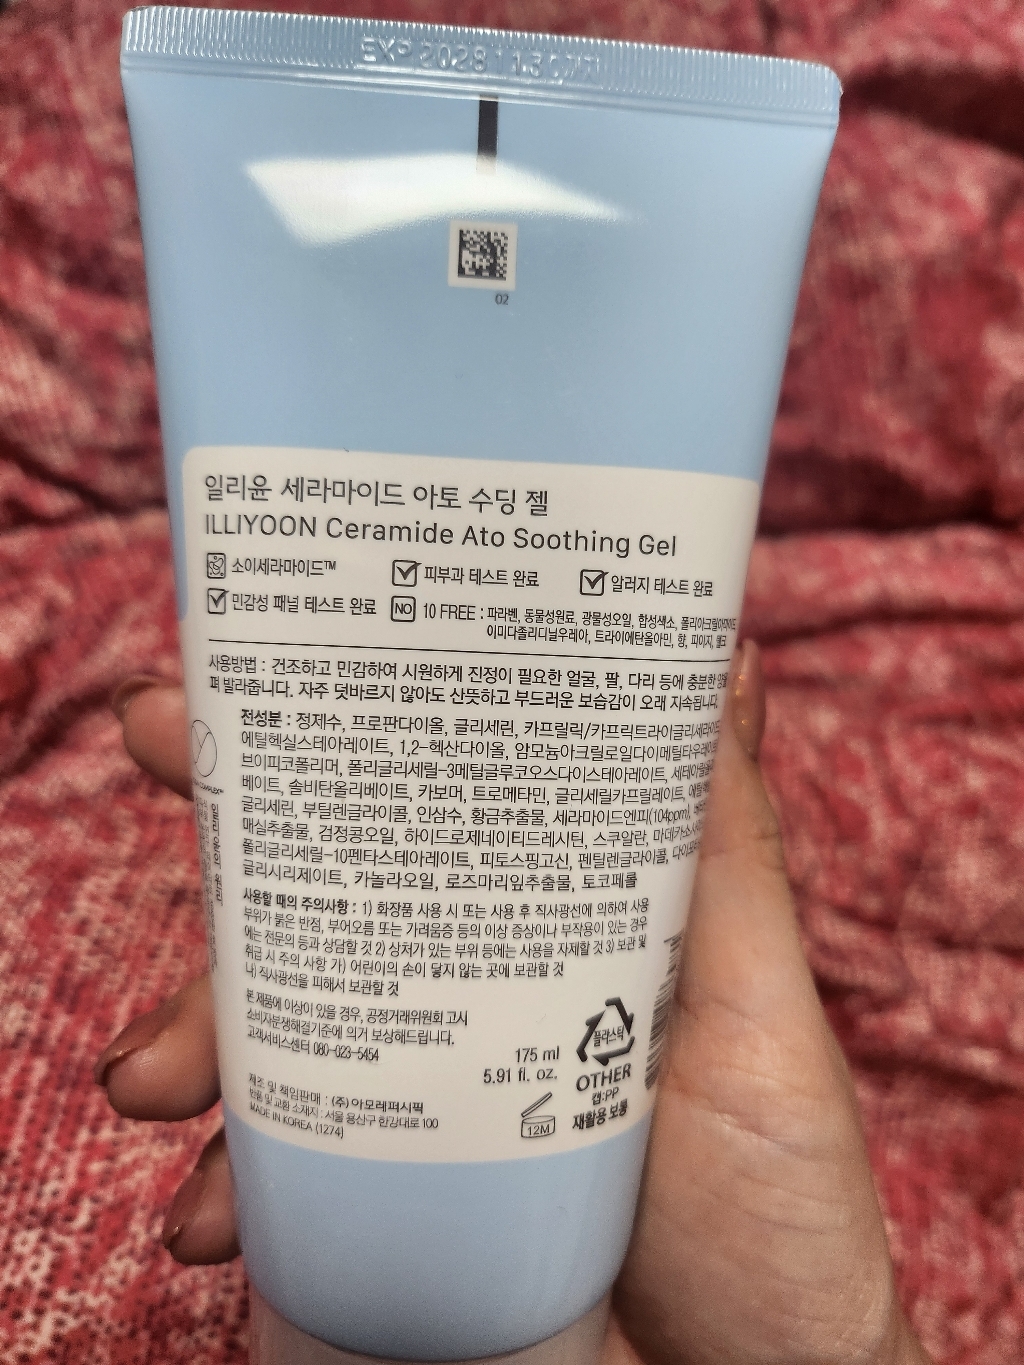 EXP 2028
02
일리윤 세라마이드 아토 수딩 젤
ILLIYOON Ceramide Ato Soothing Gel
소이세라마이드™ 피부과 테스트 완료 알러지 테스트 완료
민감성 패널 테스트 완료 NO 10 FREE : 파라벤, 동물성원료, 광물성오일, 합성색소,
이미다졸리디닐우레아, 트라이에탄올아민, 향,
사용방법 : 건조하고 민감하여 시원하게 진정이 필요한 얼굴, 팔, 다리 등에 충분한
펴 발라줍니다. 자주 덧바르지 않아도 산뜻하고 부드러운 보습감이 오래 지속됩니다.
전성분 : 정제수, 프로판다이올, 글리세린, 카프릴릭/카프릭트라이글리세라이드,
에틸헥실스테아레이트, 1,2-헥산다이올, 암모늄아크릴로일다이메틸타우레이트/
브이피코폴리머, 폴리글리세릴-3메틸글루코오스다이스테아레이트,
베이트, 솔비탄올리베이트, 카보머, 트로메타민, 글리세릴카프릴레이트,
글리세린, 부틸렌글라이콜, 인삼수, 황금추출물, 세라마이드엔피(104ppm),
매실추출물, 검정콩오일, 하이드로제네이티드레시틴, 스쿠알란,
폴리글리세릴-10펜타스테아레이트, 피토스핑고신, 펜틸렌글라이콜,
글리시리제이트, 카놀라오일, 로즈마리잎추출물, 토코페롤
사용할 때의 주의사항 : 1) 화장품 사용 시 또는 사용 후 직사광선에 의하여 사용
부위가 붉은 반점, 부어오름 또는 가려움증 등의 이상 증상이나 부작용이 있는 경우
에는 전문의 등과 상담할 것 2) 상처가 있는 부위 등에는 사용을 자제할 것 3) 보관 및
취급 시 주의 사항 가) 어린이의 손이 닿지 않는 곳에 보관할 것
나) 직사광선을 피해서 보관할 것
본 제품에 이상이 있을 경우, 공정거래위원회 고시
소비자분쟁해결기준에 의거 보상해드립니다.
고객서비스센터 080-023-5454
175 ml
5.91 fl. oz.
플라스틱
OTHER
캡:PP
재활용 보통
12M
제조 및 책임판매 : (주)아모레퍼시픽
반품 및 교환 소재지 : 서울 용산구 한강대로 100
MADE IN KOREA (1274)